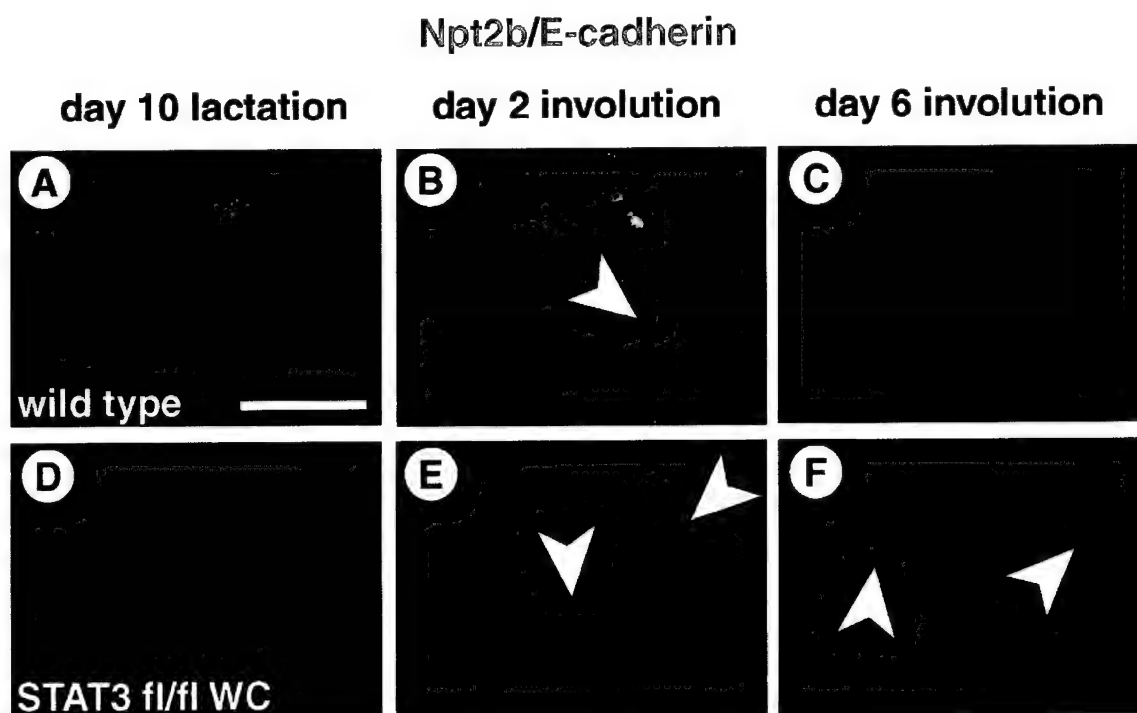 Npt2b/E-cadherin
day 10 lactation day 2 involution day 6 involution
A B C
wild type
D E F
STAT3 fl/fl WC